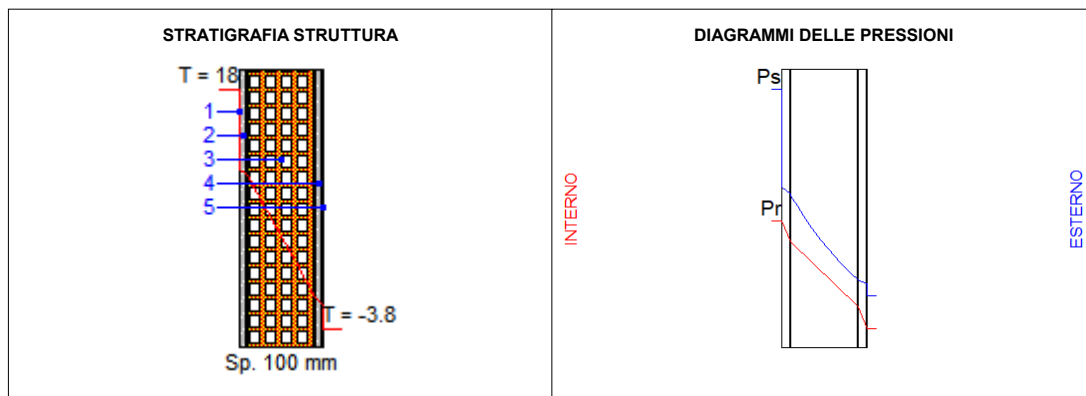 STRATIGRAFIA STRUTTURA
T = 18
1
2
3
4
5
T = -3.8
Sp. 100 mm
DIAGRAMMI DELLE PRESSIONI
Ps
Pr
INTERNO
ESTERNO